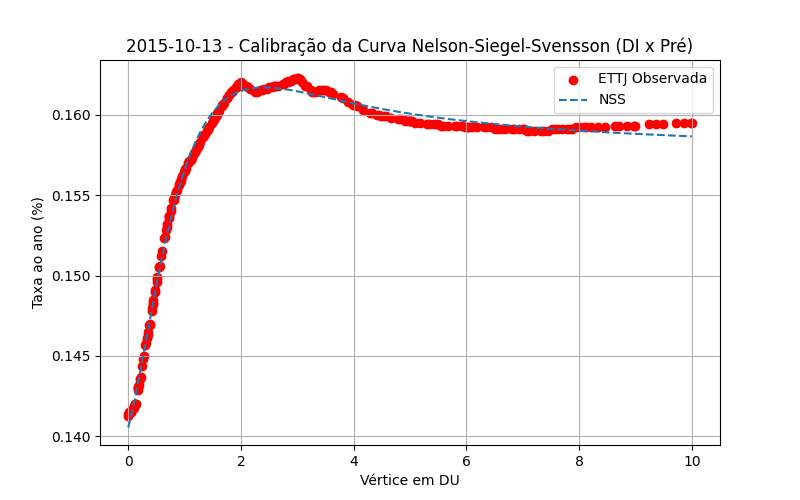 2015-10-13 - Calibração da Curva Nelson-Siegel-Svensson (DI x Pré)
ETTJ Observada
NSS
Taxa ao ano (%)
0.160
0.155
0.150
0.145
0.140
0
2
4
6
8
10
Vértice em DU